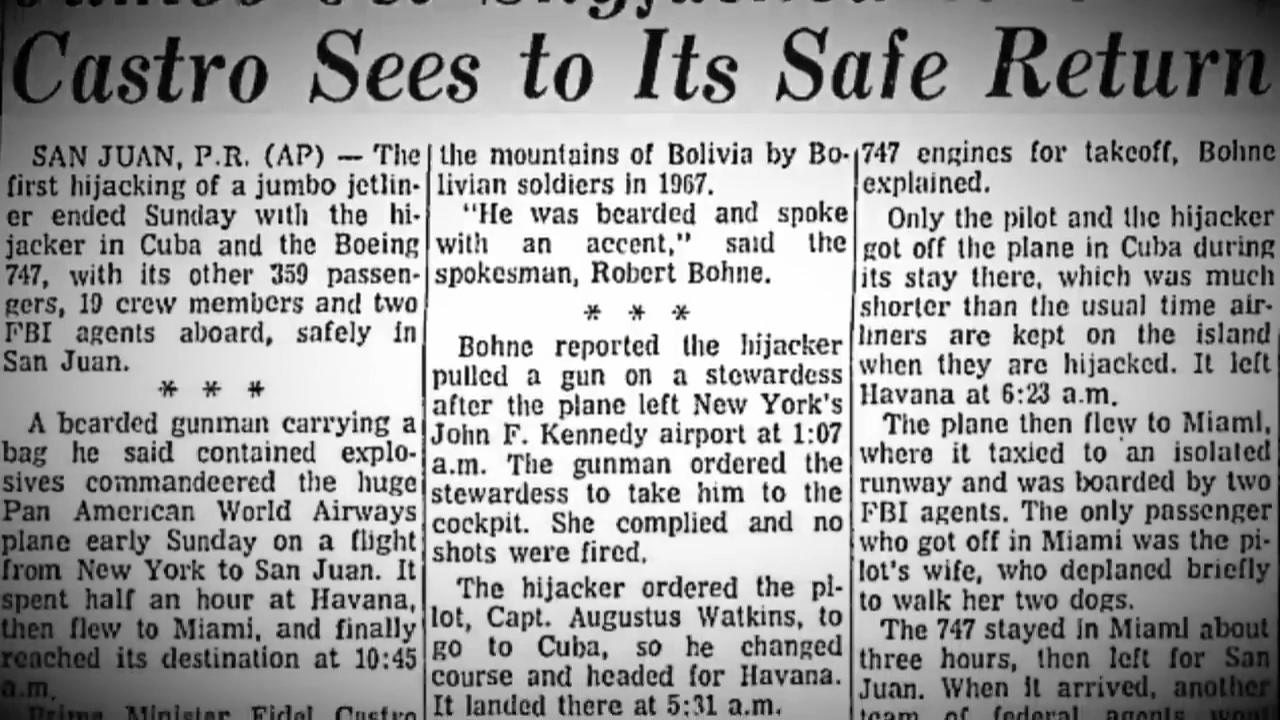 Castro Sees to Its Safe Return
SAN JUAN, P.R. (AP) — The
first hijacking of a jumbo jetlin-
er ended Sunday with the hi-
jacker in Cuba and the Boeing
747, with its other 359 passen-
gers, 19 crew members and two
FBI agents aboard, safely in
San Juan.
* * *
A bearded gunman carrying a
bag he said contained explo-
sives commandeered the huge
Pan American World Airways
plane early Sunday on a flight
from New York to San Juan. It
spent half an hour at Havana,
then flew to Miami, and finally
reached its destination at 10:45
a.m.
Prime Minister Fidel Castro
the mountains of Bolivia by Bo-
livian soldiers in 1967.
"He was bearded and spoke
with an accent," said the
spokesman, Robert Bohne.
* * *
Bohne reported the hijacker
pulled a gun on a stewardess
after the plane left New York's
John F. Kennedy airport at 1:07
a.m. The gunman ordered the
stewardess to take him to the
cockpit. She complied and no
shots were fired.
The hijacker ordered the pi-
lot, Capt. Augustus Watkins, to
go to Cuba, so he changed
course and headed for Havana.
It landed there at 5:31 a.m.
747 engines for takeoff, Bohne
explained.
Only the pilot and the hijacker
got off the plane in Cuba during
its stay there, which was much
shorter than the usual time air-
liners are kept on the island
when they are hijacked. It left
Havana at 6:23 a.m.
The plane then flew to Miami,
where it taxied to an isolated
runway and was boarded by two
FBI agents. The only passenger
who got off in Miami was the pi-
lot's wife, who deplaned briefly
to walk her two dogs.
The 747 stayed in Miami about
three hours, then left for San
Juan. When it arrived, another
team of federal agents would